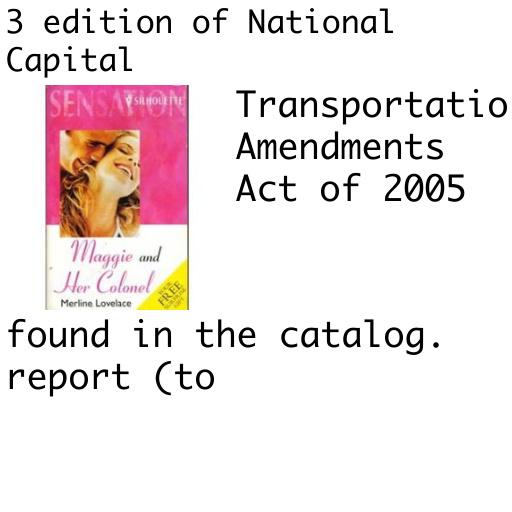 3 edition of National
Capital
SENSATION
SILHOUETTE
Maggie and
Her Colonel
Merline Lovelace
FREE
Transportatio
Amendments
Act of 2005
found in the catalog.
report (to